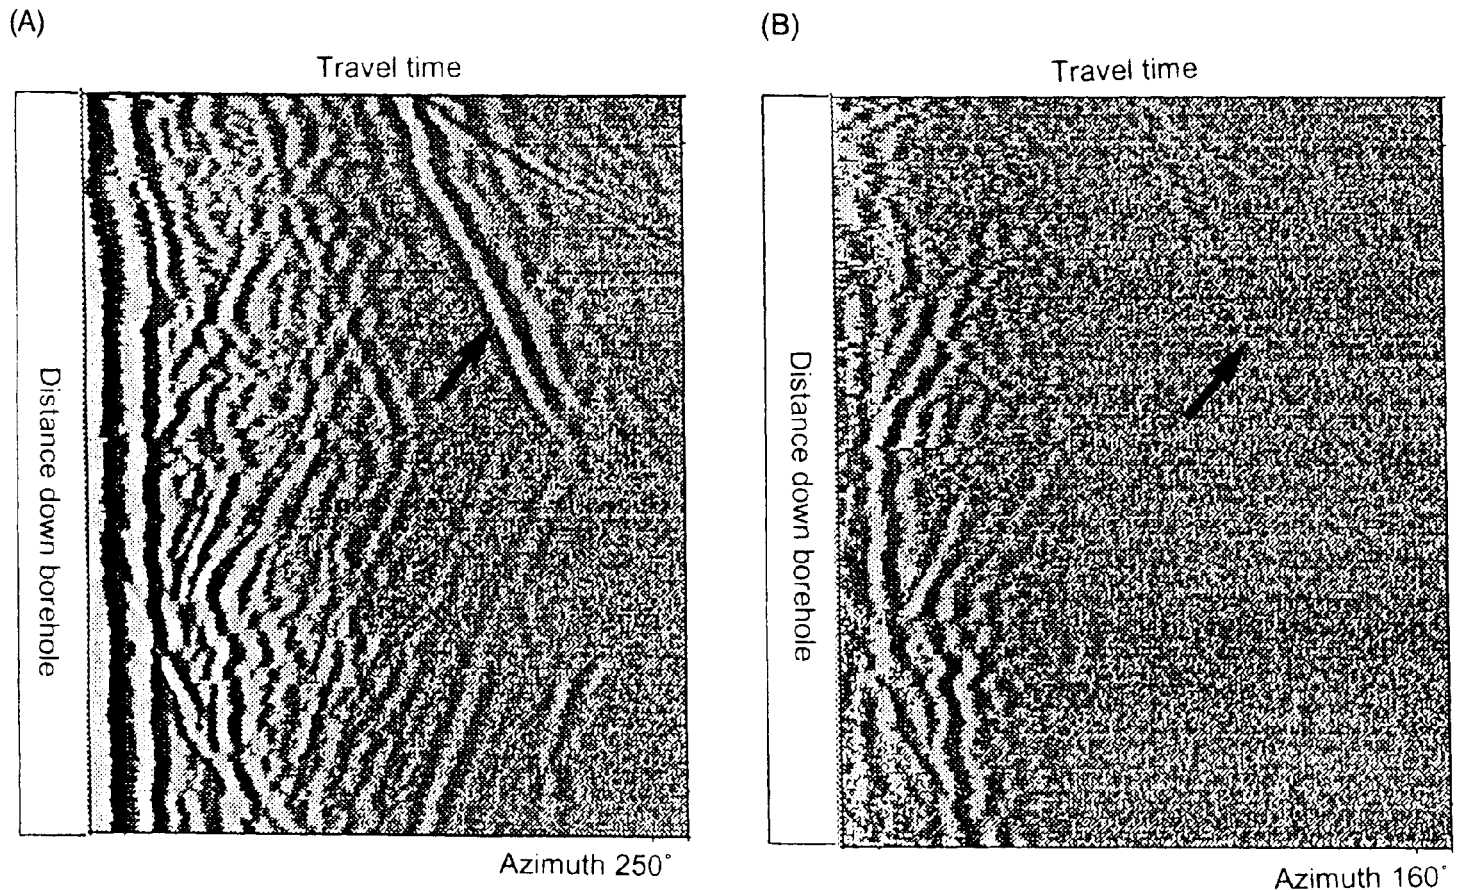 (A)
Travel time
Distance down borehole
Azimuth 250°
(B)
Travel time
Distance down borehole
Azimuth 160°